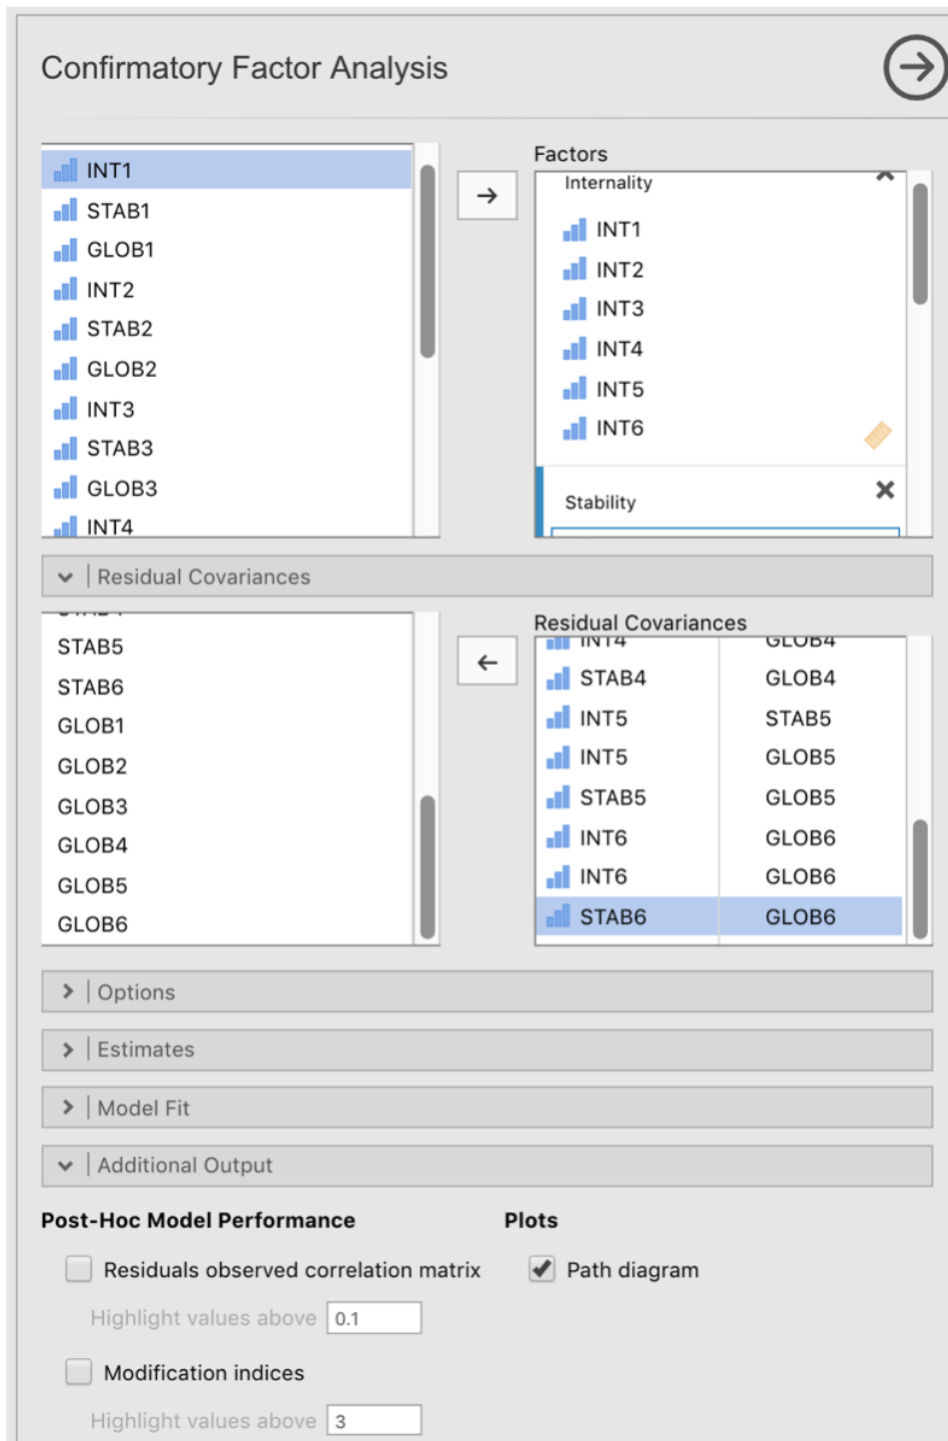 Confirmatory Factor Analysis
INT1
STAB1
GLOB1
INT2
STAB2
GLOB2
INT3
STAB3
GLOB3
INT4
Factors
Internality
INT1
INT2
INT3
INT4
INT5
INT6
Stability
Residual Covariances
STAB5
STAB6
GLOB1
GLOB2
GLOB3
GLOB4
GLOB5
GLOB6
Residual Covariances
INT4 GLOB4
STAB4 GLOB4
INT5 STAB5
INT5 GLOB5
STAB5 GLOB5
INT6 GLOB6
INT6 GLOB6
STAB6 GLOB6
Options
Estimates
Model Fit
Additional Output
Post-Hoc Model Performance
Residuals observed correlation matrix
Highlight values above 0.1
Modification indices
Highlight values above 3
Plots
Path diagram